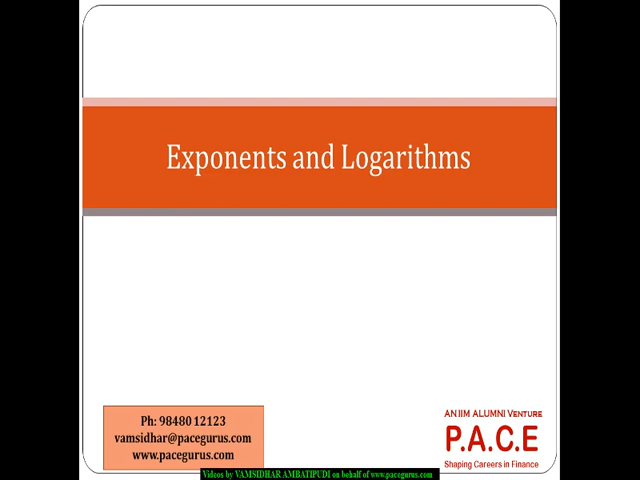 Exponents and Logarithms
Ph: 98480 12123
vamsidhar@pacegurus.com
www.pacegurus.com
AN IIM ALUMNI VENTURE
P.A.C.E
Shaping Careers in Finance
Videos by VAMSIDHAR AMBATIPUDI on behalf of www.pacegurus.com